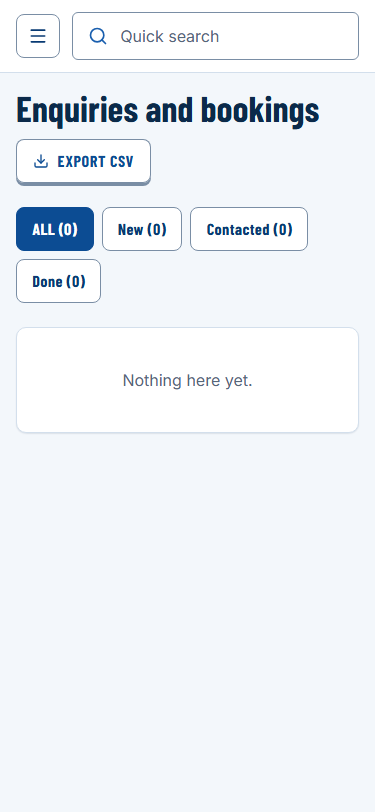 Quick search
Enquiries and bookings
EXPORT CSV
ALL (0)
New (0)
Contacted (0)
Done (0)
Nothing here yet.